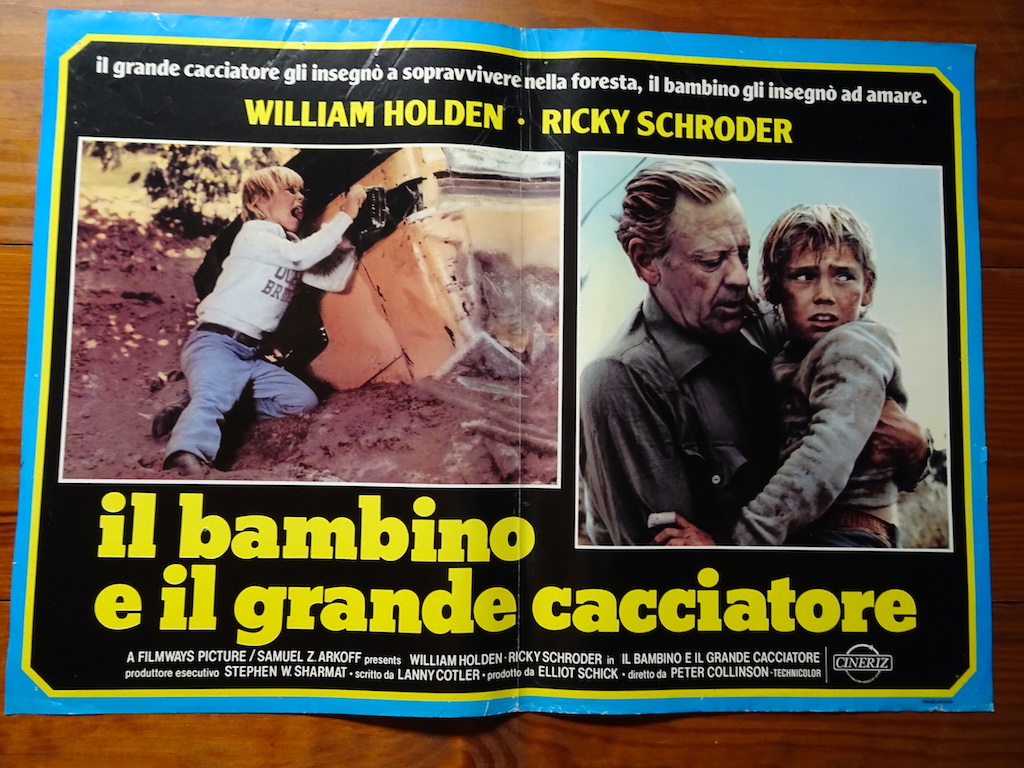 il grande cacciatore gli insegnò a sopravvivere nella foresta, il bambino gli insegnò ad amare.
WILLIAM HOLDEN · RICKY SCHRODER
il bambino
e il grande cacciatore
A FILMWAYS PICTURE / SAMUEL Z. ARKOFF presents WILLIAM HOLDEN · RICKY SCHRODER in IL BAMBINO E IL GRANDE CACCIATORE
produttore esecutivo STEPHEN W. SHARMAT · scritto da LANNY COTLER · prodotto da ELLIOT SCHICK · diretto da PETER COLLINSON · TECHNICOLOR
CINERIZ